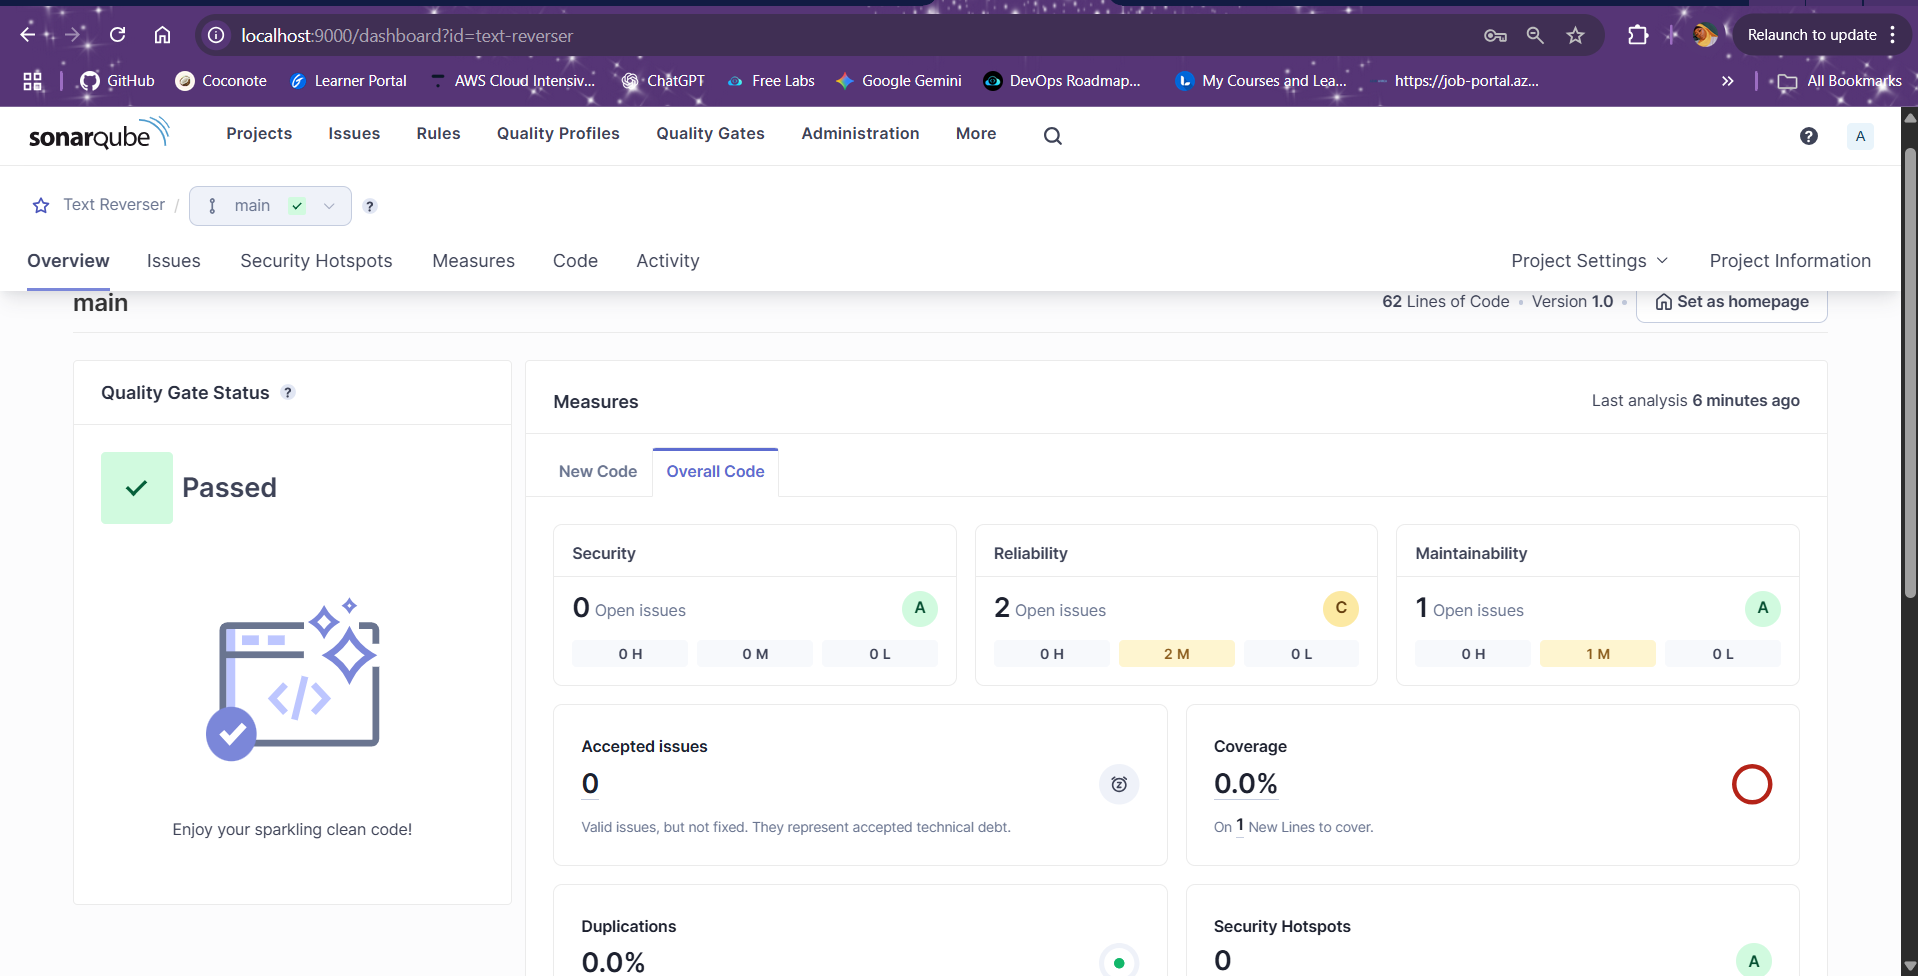 localhost:9000/dashboard?id=text-reverser
Relaunch to update
GitHub
Coconote
Learner Portal
AWS Cloud Intensiv...
ChatGPT
Free Labs
Google Gemini
DevOps Roadmap...
My Courses and Lea...
https://job-portal.az...
»
All Bookmarks
sonarqube
Projects
Issues
Rules
Quality Profiles
Quality Gates
Administration
More
?
A
Text Reverser /
main
?
Overview
Issues
Security Hotspots
Measures
Code
Activity
Project Settings
Project Information
main
62 Lines of Code • Version 1.0 •
Set as homepage
Quality Gate Status ?
Passed
Enjoy your sparkling clean code!
Measures
Last analysis 6 minutes ago
New Code
Overall Code
Security
0 Open issues
A
0 H
0 M
0 L
Reliability
2 Open issues
C
0 H
2 M
0 L
Maintainability
1 Open issues
A
0 H
1 M
0 L
Accepted issues
0
Valid issues, but not fixed. They represent accepted technical debt.
Coverage
0.0%
On 1 New Lines to cover.
Duplications
0.0%
Security Hotspots
0
A